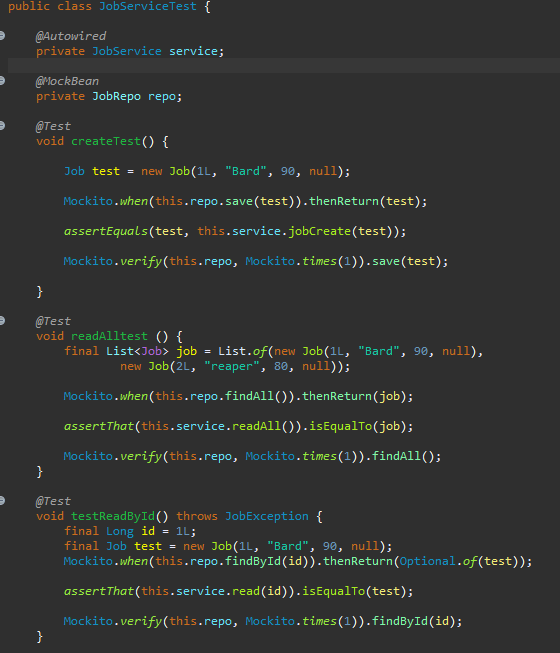 public class JobServiceTest {
@Autowired
private JobService service;
@MockBean
private JobRepo repo;
@Test
void createTest() {
Job test = new Job(1L, "Bard", 90, null);
Mockito.when(this.repo.save(test)).thenReturn(test);
assertEquals(test, this.service.jobCreate(test));
Mockito.verify(this.repo, Mockito.times(1)).save(test);
}
@Test
void readAlltest () {
final List<Job> job = List.of(new Job(1L, "Bard", 90, null),
new Job(2L, "reaper", 80, null));
Mockito.when(this.repo.findAll()).thenReturn(job);
assertThat(this.service.readAll()).isEqualTo(job);
Mockito.verify(this.repo, Mockito.times(1)).findAll();
}
@Test
void testReadById() throws JobException {
final Long id = 1L;
final Job test = new Job(1L, "Bard", 90, null);
Mockito.when(this.repo.findById(id)).thenReturn(Optional.of(test));
assertThat(this.service.read(id)).isEqualTo(test);
Mockito.verify(this.repo, Mockito.times(1)).findById(id);
}